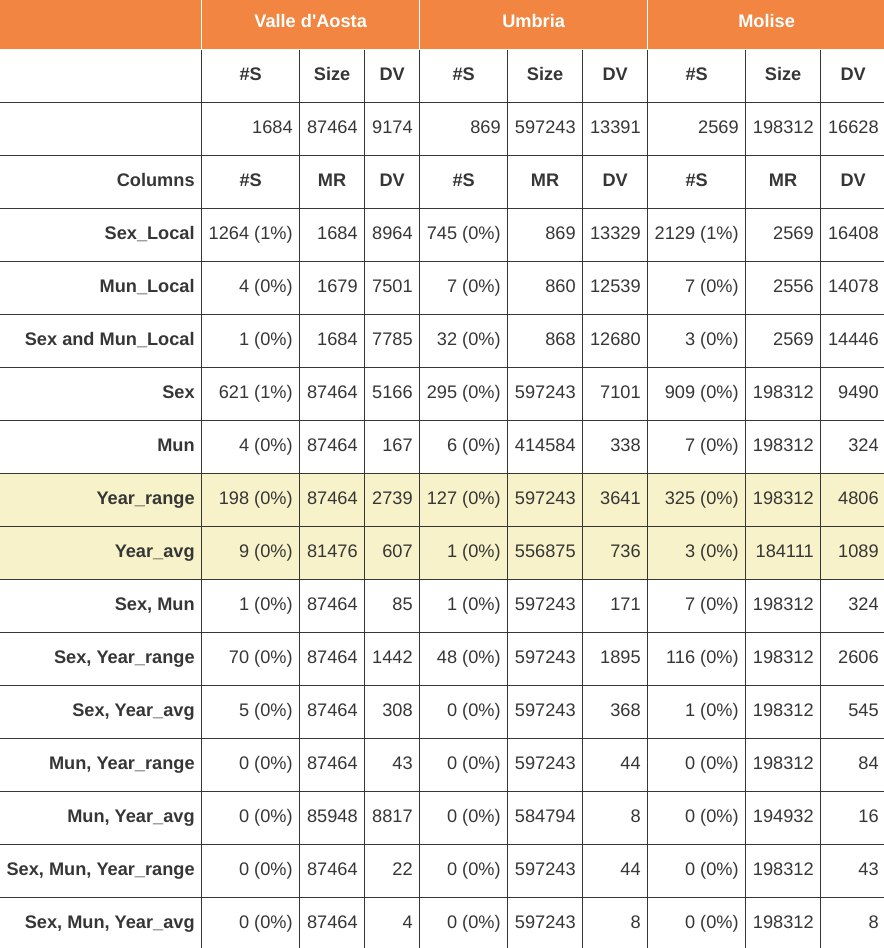 Valle d'Aosta Umbria Molise
#S Size DV #S Size DV #S Size DV
1684 87464 9174 869 597243 13391 2569 198312 16628
Columns #S MR DV #S MR DV #S MR DV
Sex_Local 1264 (1%) 1684 8964 745 (0%) 869 13329 2129 (1%) 2569 16408
Mun_Local 4 (0%) 1679 7501 7 (0%) 860 12539 7 (0%) 2556 14078
Sex and Mun_Local 1 (0%) 1684 7785 32 (0%) 868 12680 3 (0%) 2569 14446
Sex 621 (1%) 87464 5166 295 (0%) 597243 7101 909 (0%) 198312 9490
Mun 4 (0%) 87464 167 6 (0%) 414584 338 7 (0%) 198312 324
Year_range 198 (0%) 87464 2739 127 (0%) 597243 3641 325 (0%) 198312 4806
Year_avg 9 (0%) 81476 607 1 (0%) 556875 736 3 (0%) 184111 1089
Sex, Mun 1 (0%) 87464 85 1 (0%) 597243 171 7 (0%) 198312 324
Sex, Year_range 70 (0%) 87464 1442 48 (0%) 597243 1895 116 (0%) 198312 2606
Sex, Year_avg 5 (0%) 87464 308 0 (0%) 597243 368 1 (0%) 198312 545
Mun, Year_range 0 (0%) 87464 43 0 (0%) 597243 44 0 (0%) 198312 84
Mun, Year_avg 0 (0%) 85948 8817 0 (0%) 584794 8 0 (0%) 194932 16
Sex, Mun, Year_range 0 (0%) 87464 22 0 (0%) 597243 44 0 (0%) 198312 43
Sex, Mun, Year_avg 0 (0%) 87464 4 0 (0%) 597243 8 0 (0%) 198312 8